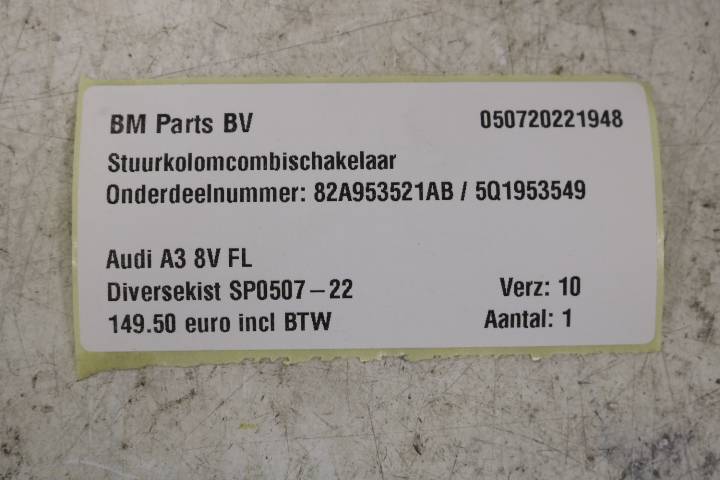 BM Parts BV 050720221948
Stuurkolomcombischakelaar
Onderdeelnummer: 82A953521AB / 5Q1953549
Audi A3 8V FL
Diversekist SP0507-22 Verz: 10
149.50 euro incl BTW Aantal: 1